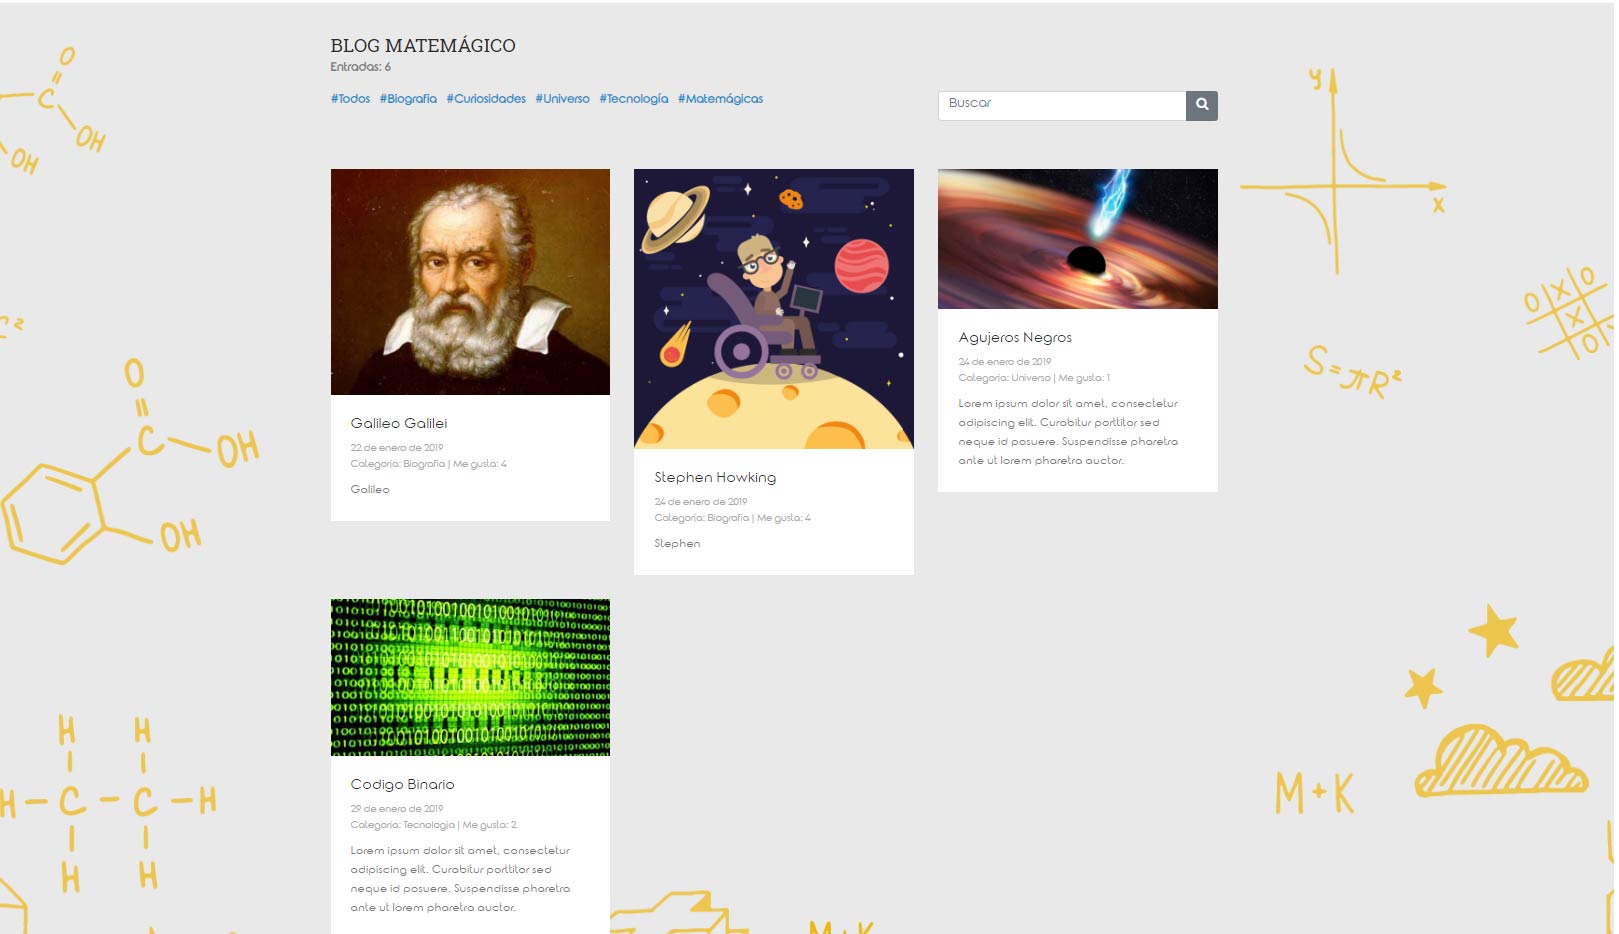 BLOG MATEMÁGICO
Entradas: 6
#Todos #Biografia #Curiosidades #Universo #Tecnología #Matemágicas
Buscar
Galileo Galilei
22 de enero de 2019
Categoria: Biografia | Me gusta: 4
Galileo
Stephen Howking
24 de enero de 2019
Categoria: Biografia | Me gusta: 4
Stephen
Agujeros Negros
24 de enero de 2019
Categoria: Universo | Me gusta: 1
Lorem ipsum dolor sit amet, consectetur
adipiscing elit. Curabitur porttitor sed
neque id posuere. Suspendisse pharetra
ante ut lorem pharetra auctor.
Codigo Binario
29 de enero de 2019
Categoria: Tecnologia | Me gusta: 2
Lorem ipsum dolor sit amet, consectetur
adipiscing elit. Curabitur porttitor sed
neque id posuere. Suspendisse pharetra
ante ut lorem pharetra auctor.
O
C
OH
OH
O
C
OH
OH
H H
H C C H
H H
y
x
O X O
X
O
S=πR²
M+K
M+K